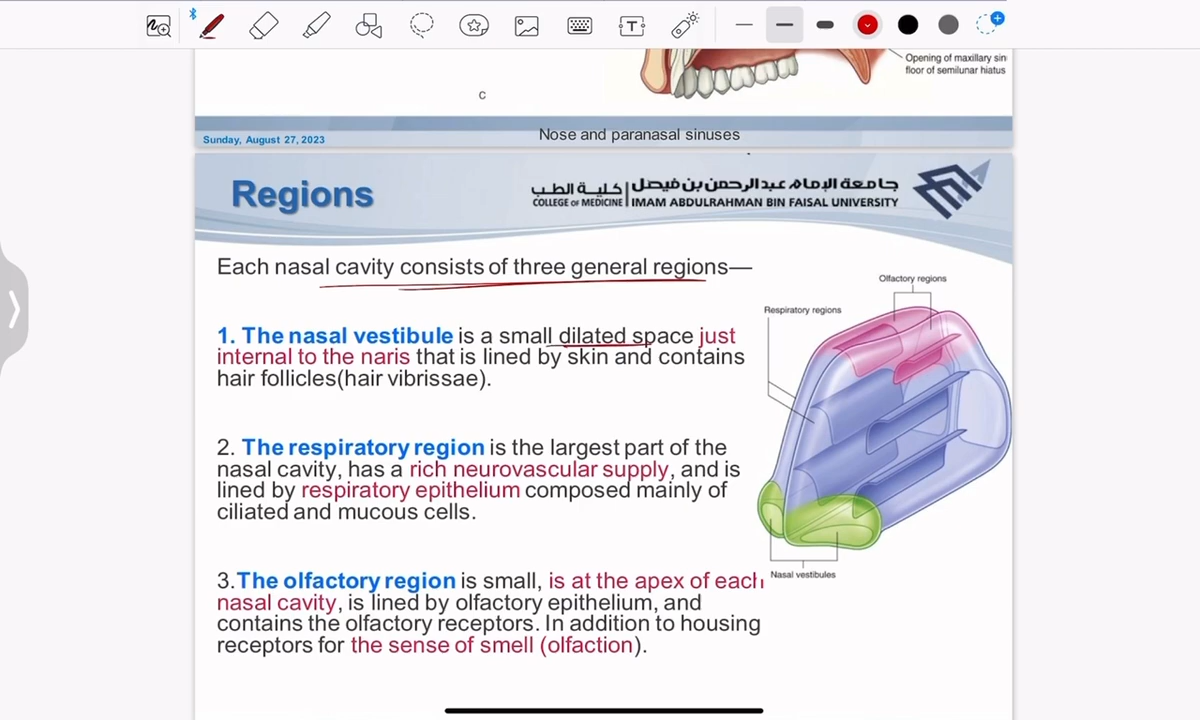 Opening of maxillary sin
floor of semilunar hiatus
C
Sunday, August 27, 2023
Nose and paranasal sinuses
Regions
كلية الطب | جامعة الإمام عبدالرحمن بن فيصل
COLLEGE OF MEDICINE | IMAM ABDULRAHMAN BIN FAISAL UNIVERSITY
Each nasal cavity consists of three general regions—
1. The nasal vestibule is a small dilated space just
internal to the naris that is lined by skin and contains
hair follicles(hair vibrissae).
2. The respiratory region is the largest part of the
nasal cavity, has a rich neurovascular supply, and is
lined by respiratory epithelium composed mainly of
ciliated and mucous cells.
3.The olfactory region is small, is at the apex of each
nasal cavity, is lined by olfactory epithelium, and
contains the olfactory receptors. In addition to housing
receptors for the sense of smell (olfaction).
Olfactory regions
Respiratory regions
Nasal vestibules